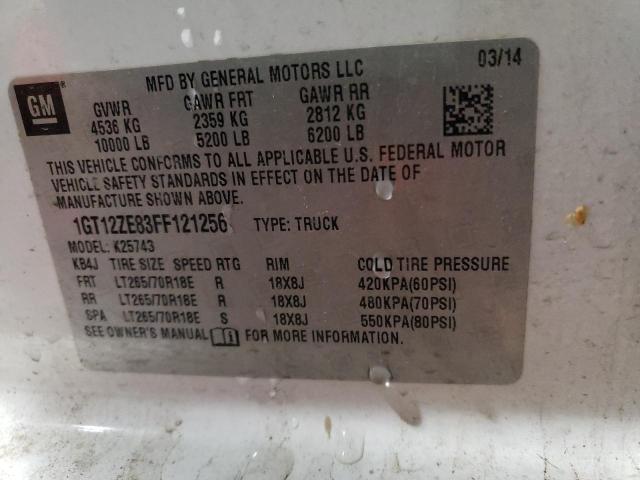 03/14
MFD BY GENERAL MOTORS LLC
GM
GVWR GAWR FRT GAWR RR
4536 KG 2359 KG 2812 KG
10000 LB 5200 LB 6200 LB
THIS VEHICLE CONFORMS TO ALL APPLICABLE U.S. FEDERAL MOTOR
VEHICLE SAFETY STANDARDS IN EFFECT ON THE DATE OF
MANUFACTURE SHOWN ABOVE.
1GT12ZE83FF121256 TYPE: TRUCK
MODEL: K25743
KB4J TIRE SIZE SPEED RTG RIM COLD TIRE PRESSURE
FRT LT265/70R18E R 18X8J 420KPA(60PSI)
RR LT265/70R18E R 18X8J 480KPA(70PSI)
SPA LT265/70R18E S 18X8J 550KPA(80PSI)
SEE OWNER'S MANUAL FOR MORE INFORMATION.